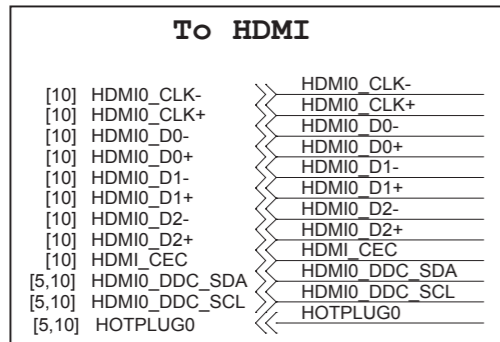 To HDMI
[10] HDMI0_CLK- HDMI0_CLK-
[10] HDMI0_CLK+ HDMI0_CLK+
[10] HDMI0_D0- HDMI0_D0-
[10] HDMI0_D0+ HDMI0_D0+
[10] HDMI0_D1- HDMI0_D1-
[10] HDMI0_D1+ HDMI0_D1+
[10] HDMI0_D2- HDMI0_D2-
[10] HDMI0_D2+ HDMI0_D2+
[10] HDMI_CEC HDMI_CEC
[5,10] HDMI0_DDC_SDA HDMI0_DDC_SDA
[5,10] HDMI0_DDC_SCL HDMI0_DDC_SCL
[5,10] HOTPLUG0 HOTPLUG0